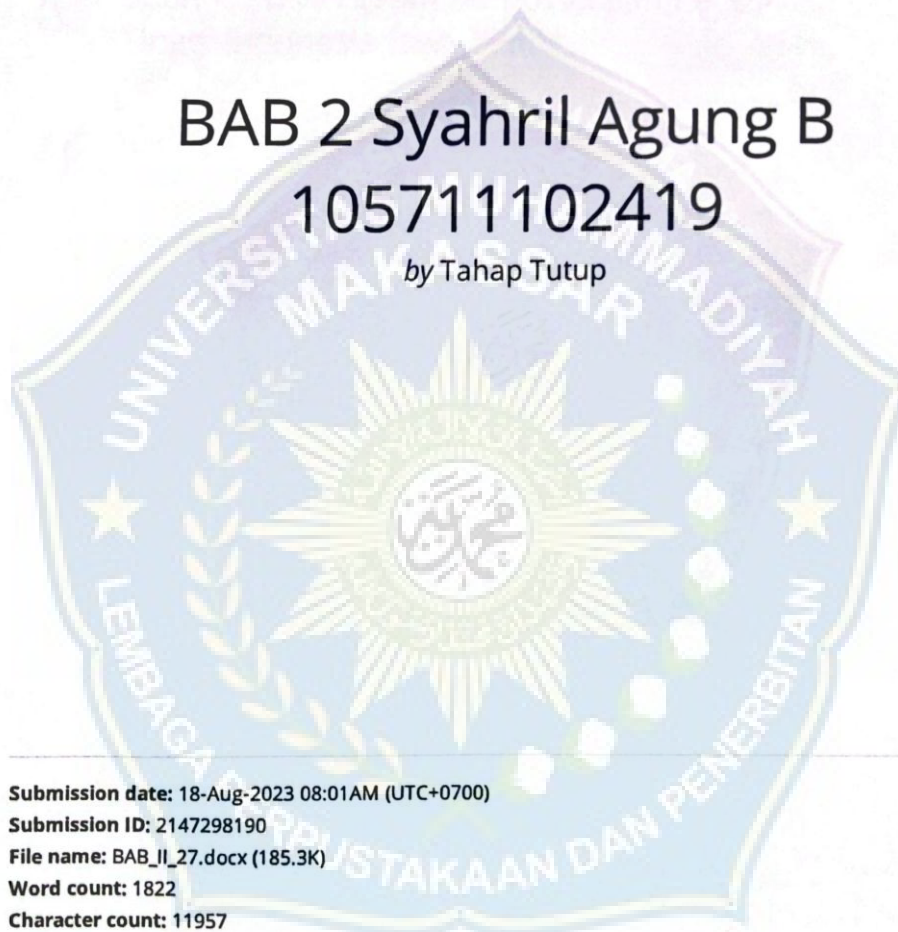 BAB 2 Syahril Agung B
105711102419
by Tahap Tutup
UNIVERSITAS MUHAMMADIYAH
MAKASSAR
LEMBAGA PERPUSTAKAAN DAN PENERBITAN
Submission date: 18-Aug-2023 08:01AM (UTC+0700)
Submission ID: 2147298190
File name: BAB_II_27.docx (185.3K)
Word count: 1822
Character count: 11957